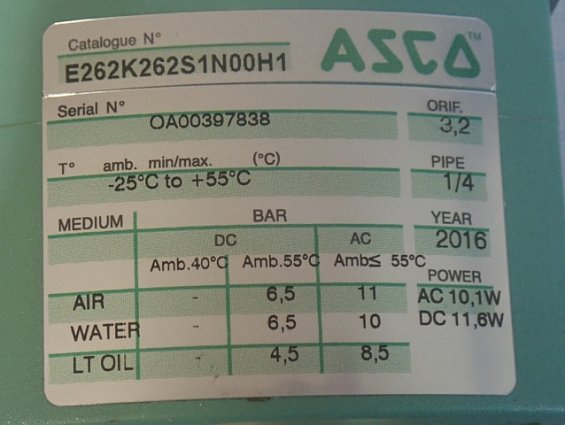 Catalogue N° ASCO™
E262K262S1N00H1
Serial N° ORIF.
OA00397838 3,2
T° amb. min/max. (°C) PIPE
-25°C to +55°C 1/4
MEDIUM BAR YEAR
DC AC 2016
Amb.40°C Amb.55°C Amb≤ 55°C
POWER
AIR - 6,5 11 AC 10,1W
WATER - 6,5 10 DC 11,6W
LT OIL - 4,5 8,5